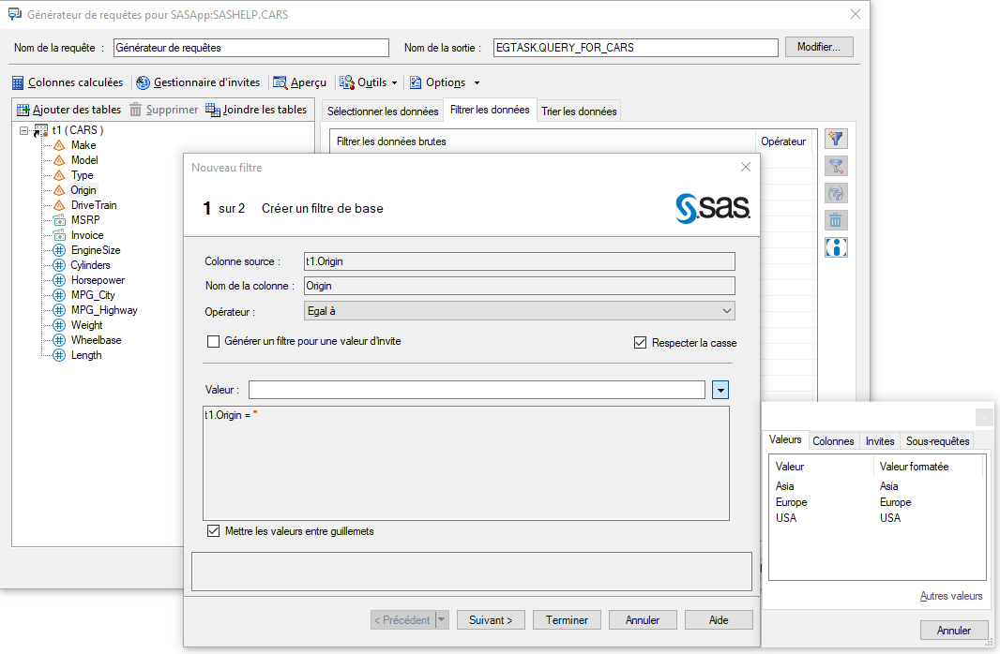 Générateur de requêtes pour SASApp:SASHELP.CARS
Nom de la requête : Générateur de requêtes Nom de la sortie : EGTASK.QUERY_FOR_CARS Modifier...
Colonnes calculées Gestionnaire d'invites Aperçu Outils Options
Ajouter des tables Supprimer Joindre les tables
Sélectionner les données Filtrer les données Trier les données
t1 (CARS )
Make
Model
Type
Origin
DriveTrain
MSRP
Invoice
EngineSize
Cylinders
Horsepower
MPG_City
MPG_Highway
Weight
Wheelbase
Length
Filtrer les données brutes Opérateur
Nouveau filtre
1 sur 2 Créer un filtre de base
sas
Colonne source : t1.Origin
Nom de la colonne : Origin
Opérateur : Egal à
Générer un filtre pour une valeur d'invite Respecter la casse
Valeur :
t1.Origin = ''
Mettre les valeurs entre guillemets
< Précédent Suivant > Terminer Annuler Aide
Valeurs Colonnes Invites Sous-requêtes
Valeur Valeur formatée
Asia Asia
Europe Europe
USA USA
Autres valeurs
Annuler